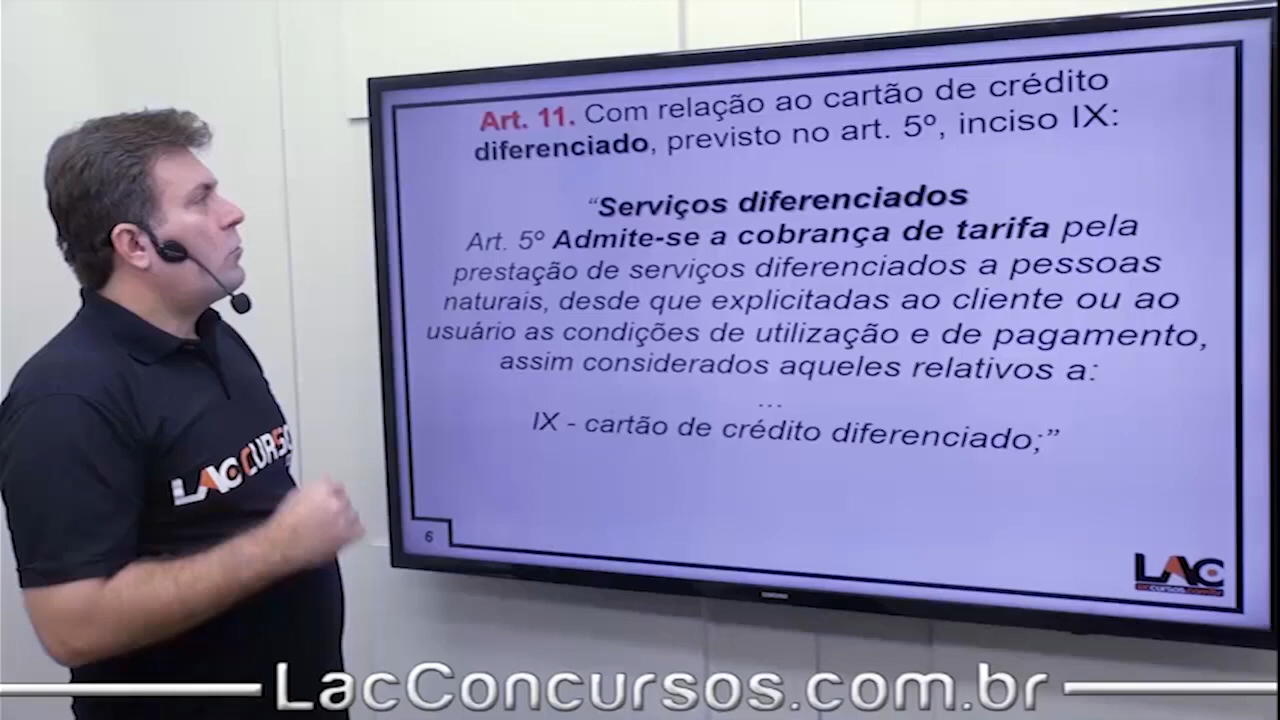 Art. 11. Com relação ao cartão de crédito
diferenciado, previsto no art. 5º, inciso IX:
“Serviços diferenciados
Art. 5º Admite-se a cobrança de tarifa pela
prestação de serviços diferenciados a pessoas
naturais, desde que explicitadas ao cliente ou ao
usuário as condições de utilização e de pagamento,
assim considerados aqueles relativos a:
...
IX - cartão de crédito diferenciado;”
6
LAC
LAC CURSO
LacConcursos.com.br